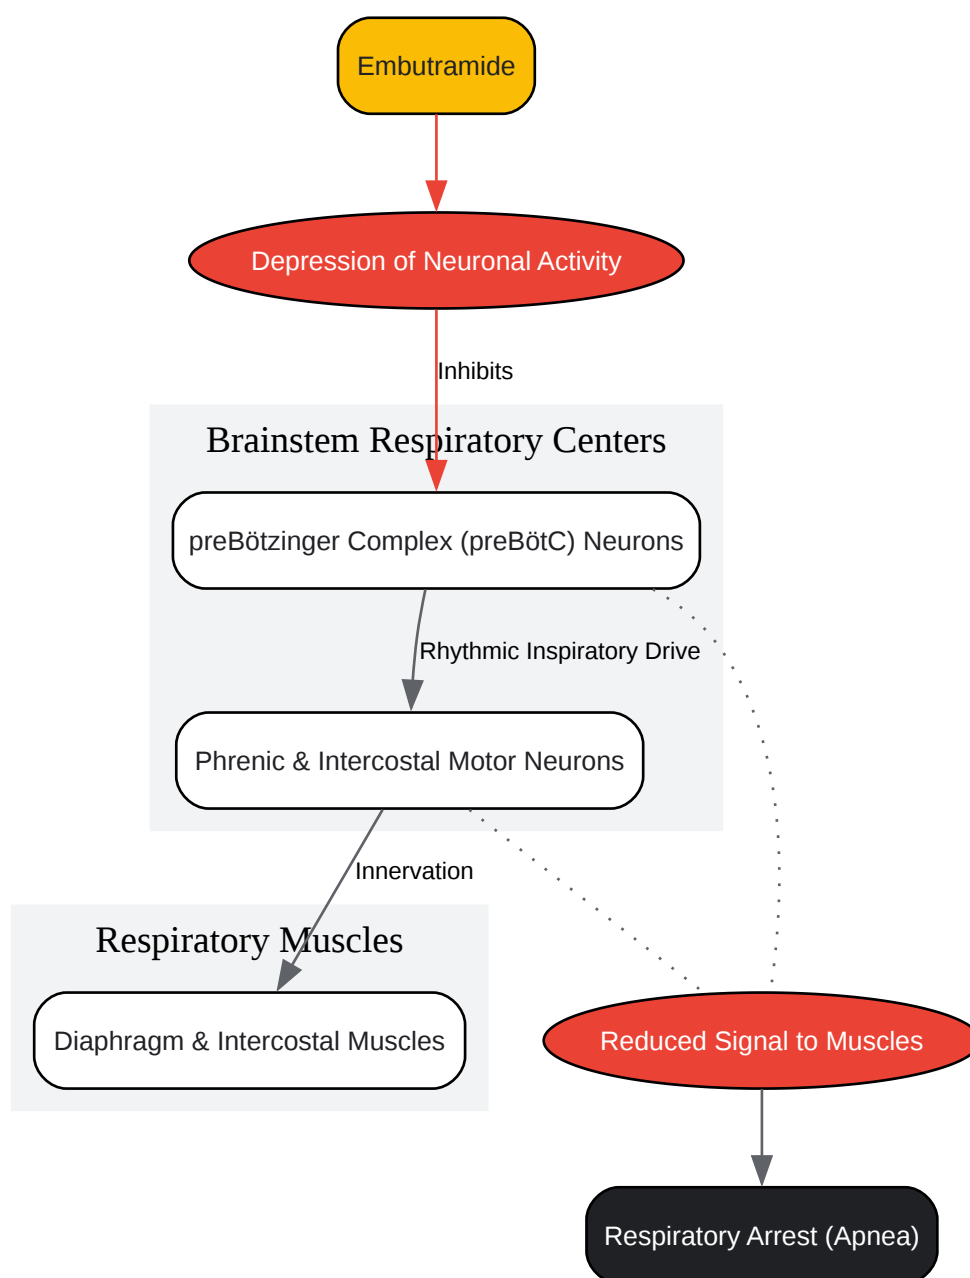 Embutramide
Depression of Neuronal Activity
Inhibits
Brainstem Respiratory Centers
preBötzinger Complex (preBötC) Neurons
Rhythmic Inspiratory Drive
Phrenic & Intercostal Motor Neurons
Innervation
Respiratory Muscles
Diaphragm & Intercostal Muscles
Reduced Signal to Muscles
Respiratory Arrest (Apnea)